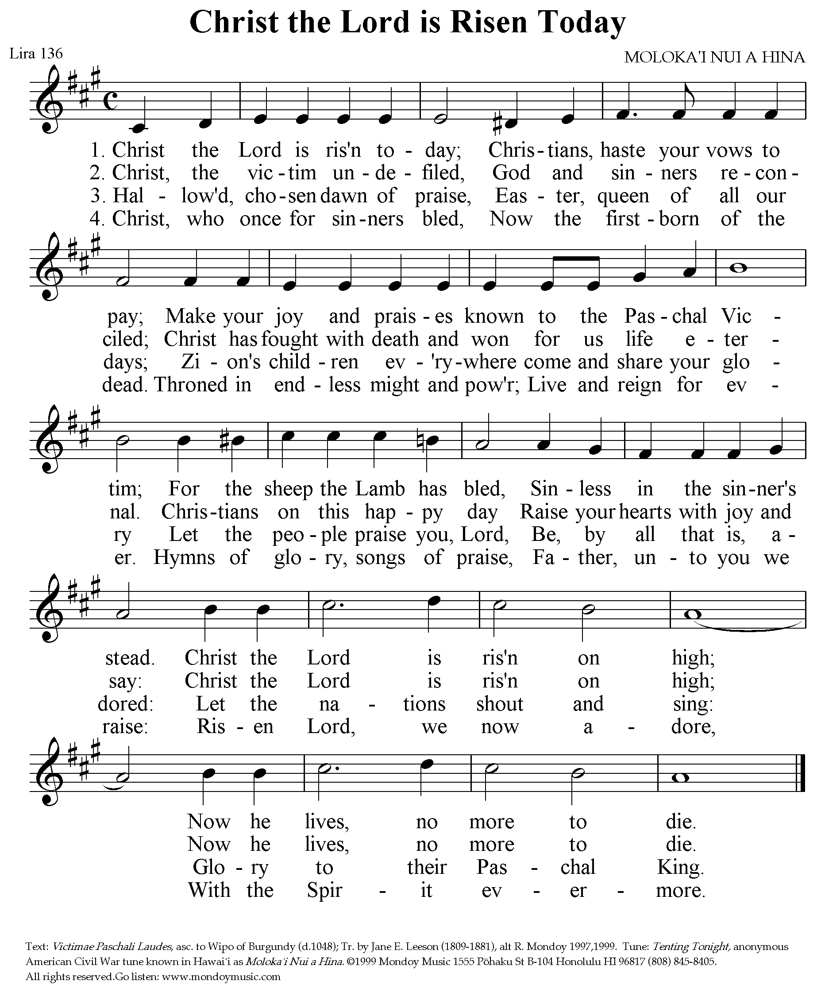 Christ the Lord is Risen Today
Lira 136
MOLOKA'I NUI A HINA
1. Christ the Lord is ris'n to - day; Chris - tians, haste your vows to
2. Christ, the vic - tim un - de - filed, God and sin - ners re - con -
3. Hal - low'd, cho - sen dawn of praise, Eas - ter, queen of all our
4. Christ, who once for sin - ners bled, Now the first - born of the
pay; Make your joy and prais - es known to the Pas - chal Vic -
ciled; Christ has fought with death and won for us life e - ter -
days; Zi - on's child - ren ev - 'ry - where come and share your glo -
dead. Throned in end - less might and pow'r; Live and reign for ev -
tim; For the sheep the Lamb has bled, Sin - less in the sin - ner's
nal. Chris - tians on this hap - py day Raise your hearts with joy and
ry Let the peo - ple praise you, Lord, Be, by all that is, a -
er. Hymns of glo - ry, songs of praise, Fa - ther, un - to you we
stead. Christ the Lord is ris'n on high;
say: Christ the Lord is ris'n on high;
dored: Let the na - tions shout and sing:
raise: Ris - en Lord, we now a - dore,
Now he lives, no more to die.
Now he lives, no more to die.
Glo - ry to their Pas - chal King.
With the Spir - it ev - er - more.
Text: Victimae Paschali Laudes, asc. to Wipo of Burgundy (d.1048); Tr. by Jane E. Leeson (1809-1881), alt R. Mondoy 1997,1999. Tune: Tenting Tonight, anonymous
American Civil War tune known in Hawai'i as Moloka'i Nui a Hina. ©1999 Mondoy Music 1555 Pōhaku St B-104 Honolulu HI 96817 (808) 845-8405.
All rights reserved.Go listen: www.mondoymusic.com